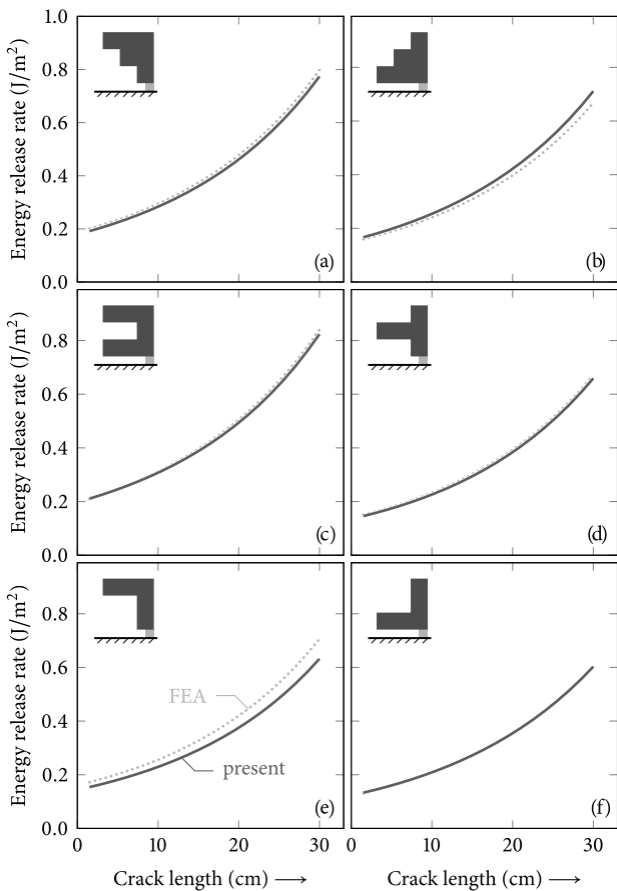 1.0
0.8
0.6
0.4
0.2
0.0
Energy release rate (J/m²)
(a)
(b)
0.8
0.6
0.4
0.2
0.0
Energy release rate (J/m²)
(c)
(d)
0.8
0.6
0.4
0.2
0.0
Energy release rate (J/m²)
FEA
present
(e)
(f)
0 10 20 30
0 10 20 30
Crack length (cm) →
Crack length (cm) →